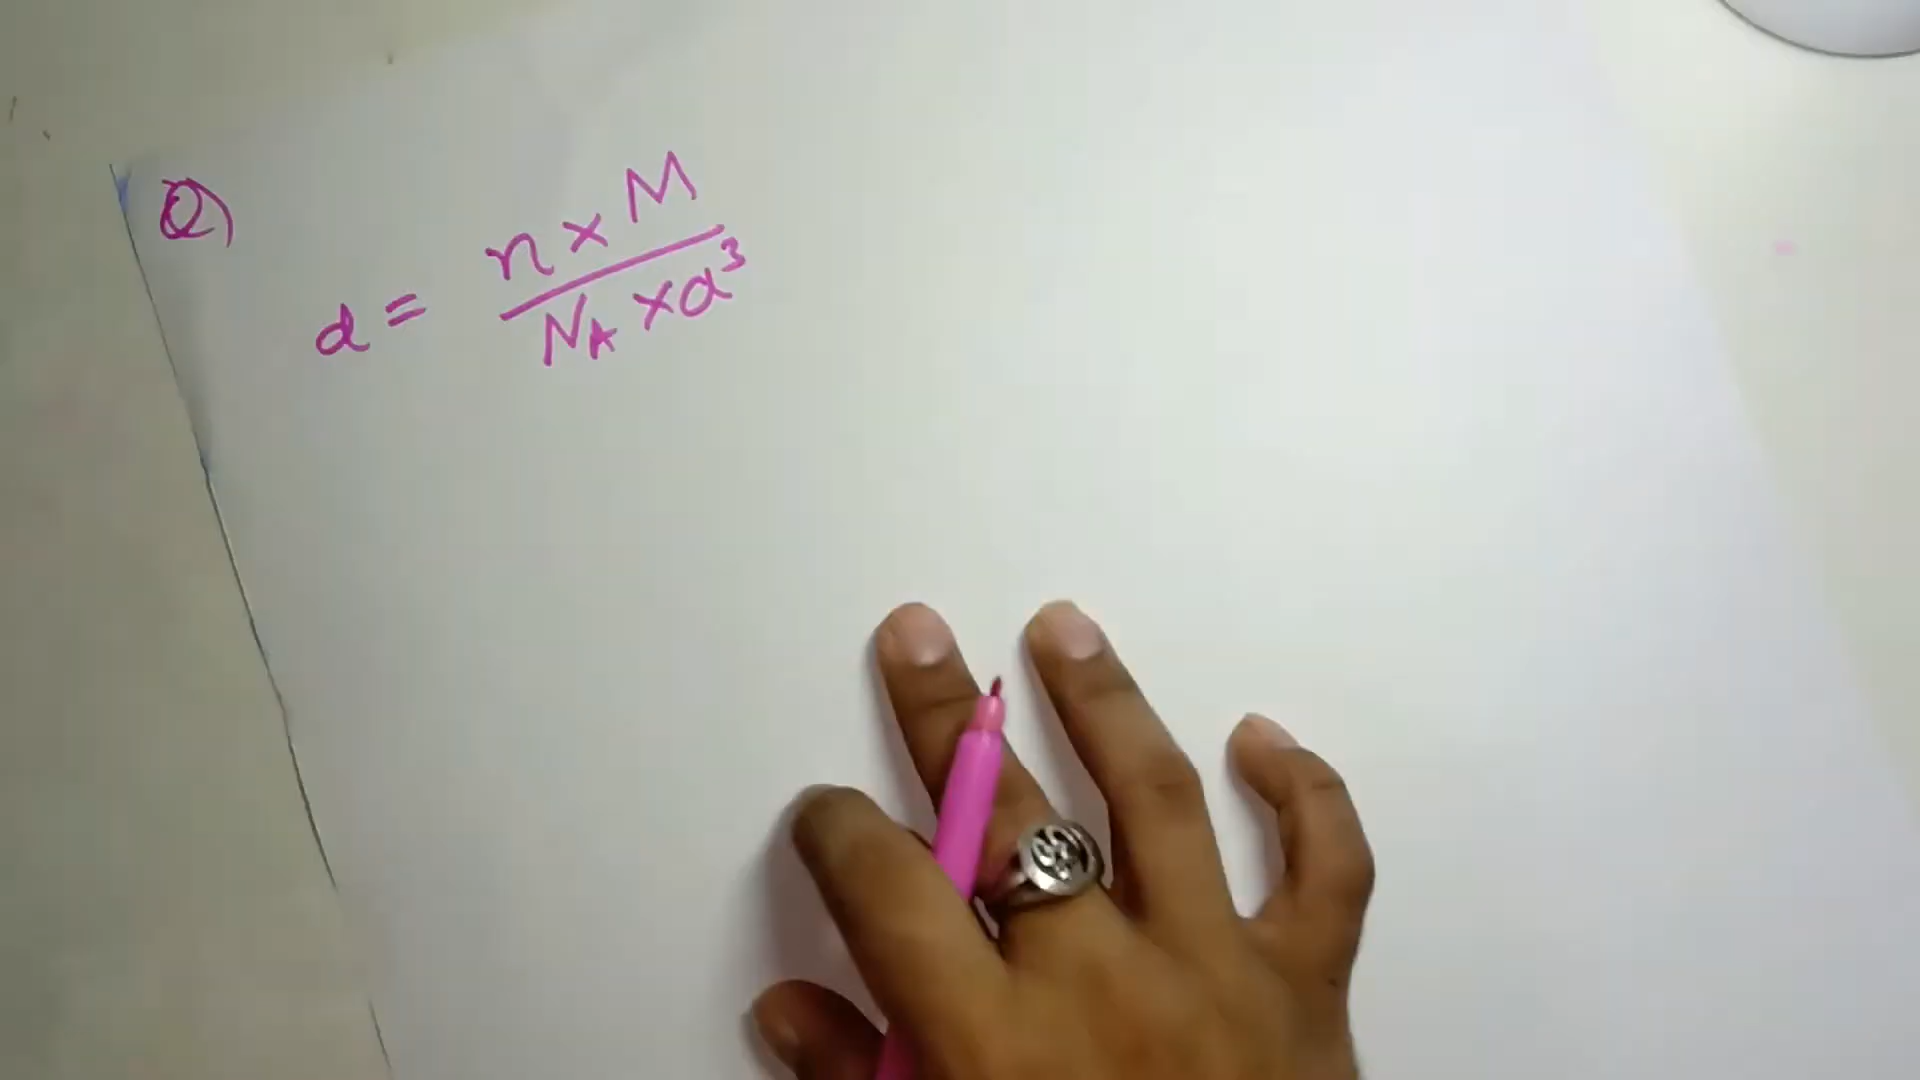 Q)
d = n × M / N_A × a³